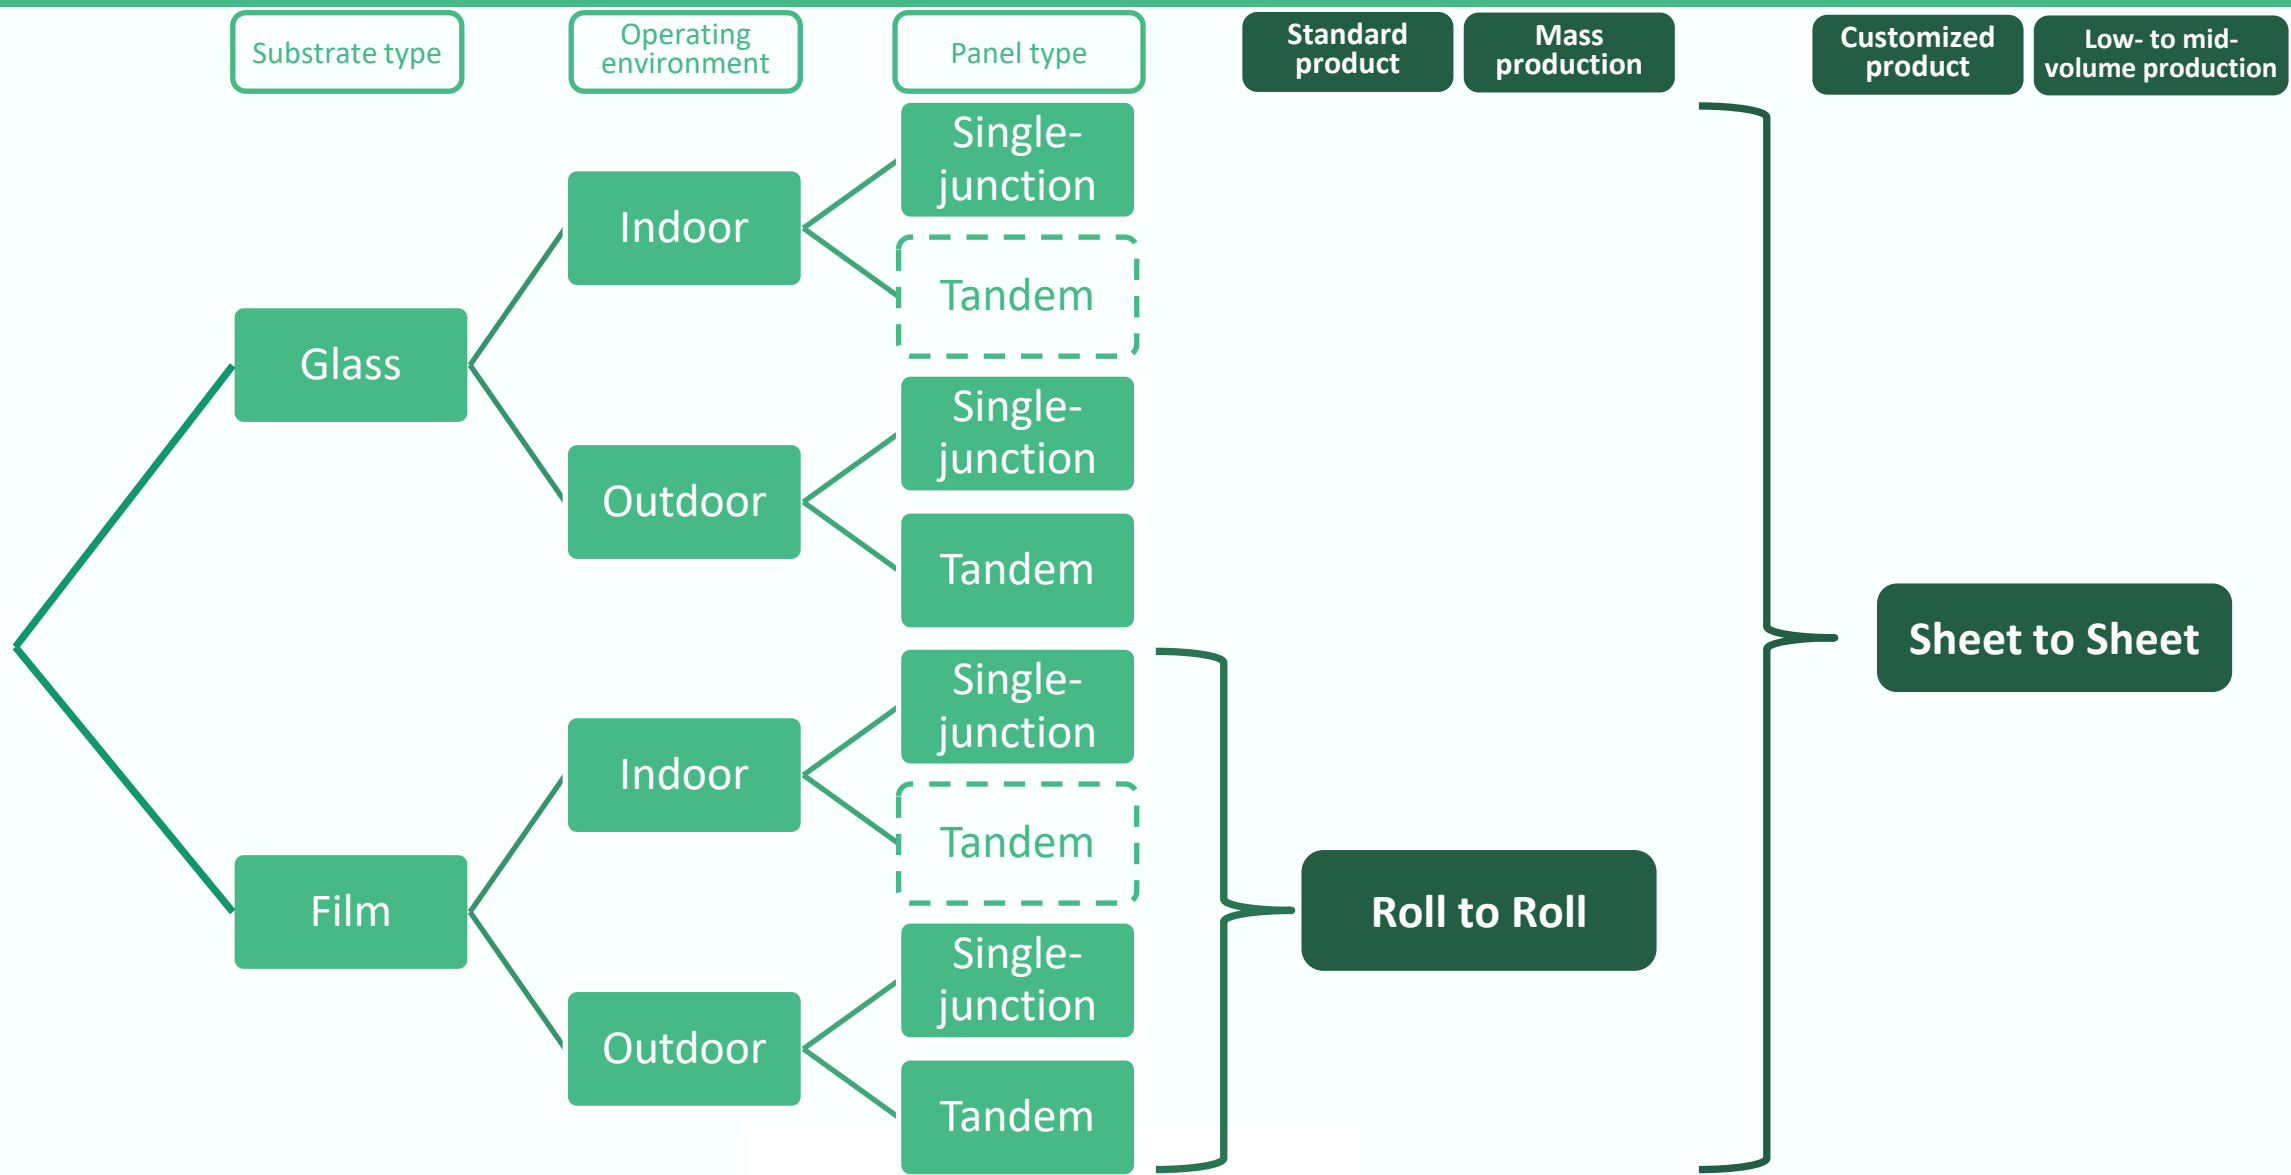 Substrate type
Operating
environment
Panel type
Standard
product
Mass
production
Customized
product
Low- to mid-
volume production
Single-
junction
Indoor
Tandem
Glass
Single-
junction
Outdoor
Tandem
Sheet to Sheet
Single-
junction
Indoor
Tandem
Film
Roll to Roll
Single-
junction
Outdoor
Tandem